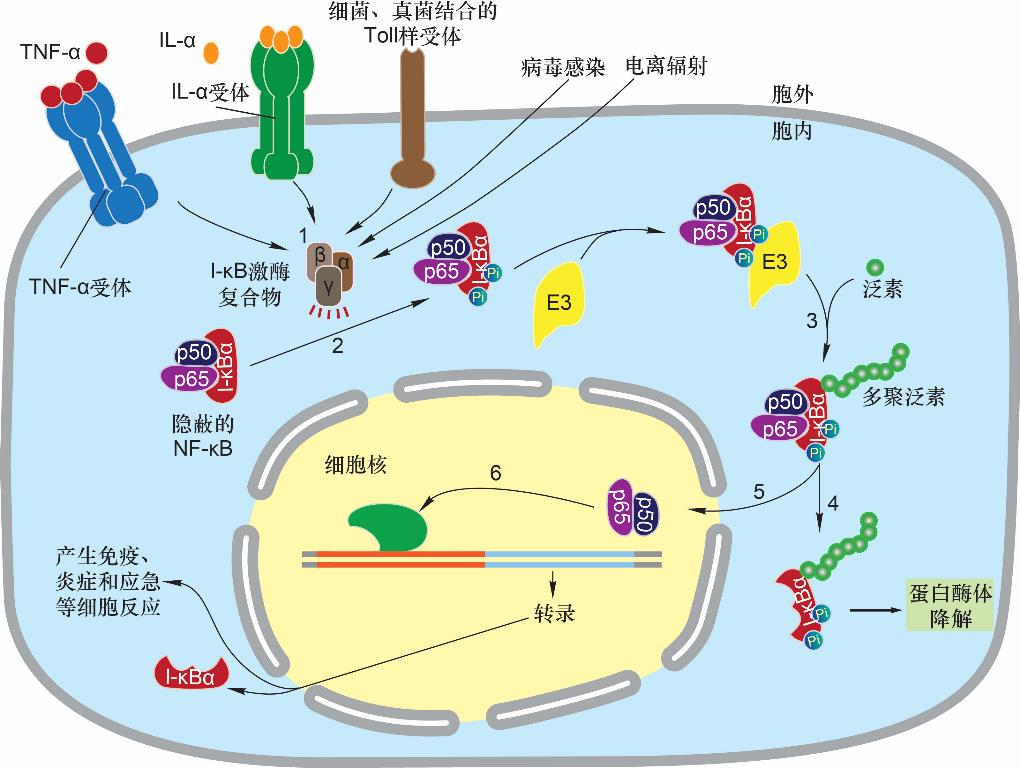 TNF-α
IL-α
细菌、真菌结合的
Toll样受体
IL-α受体
病毒感染
电离辐射
胞外
胞内
TNF-α受体
1
β
α
γ
I-κB激酶
复合物
p50
p65
I-κBα
Pi
Pi
E3
p50
p65
I-κBα
Pi
Pi
E3
泛素
3
2
p50
p65
I-κBα
隐蔽的
NF-κB
多聚泛素
p50
p65
I-κBα
Pi
Pi
细胞核
6
p65
p50
5
4
产生免疫、
炎症和应急
等细胞反应
转录
I-κBα
I-κBα
Pi
Pi
蛋白酶体
降解